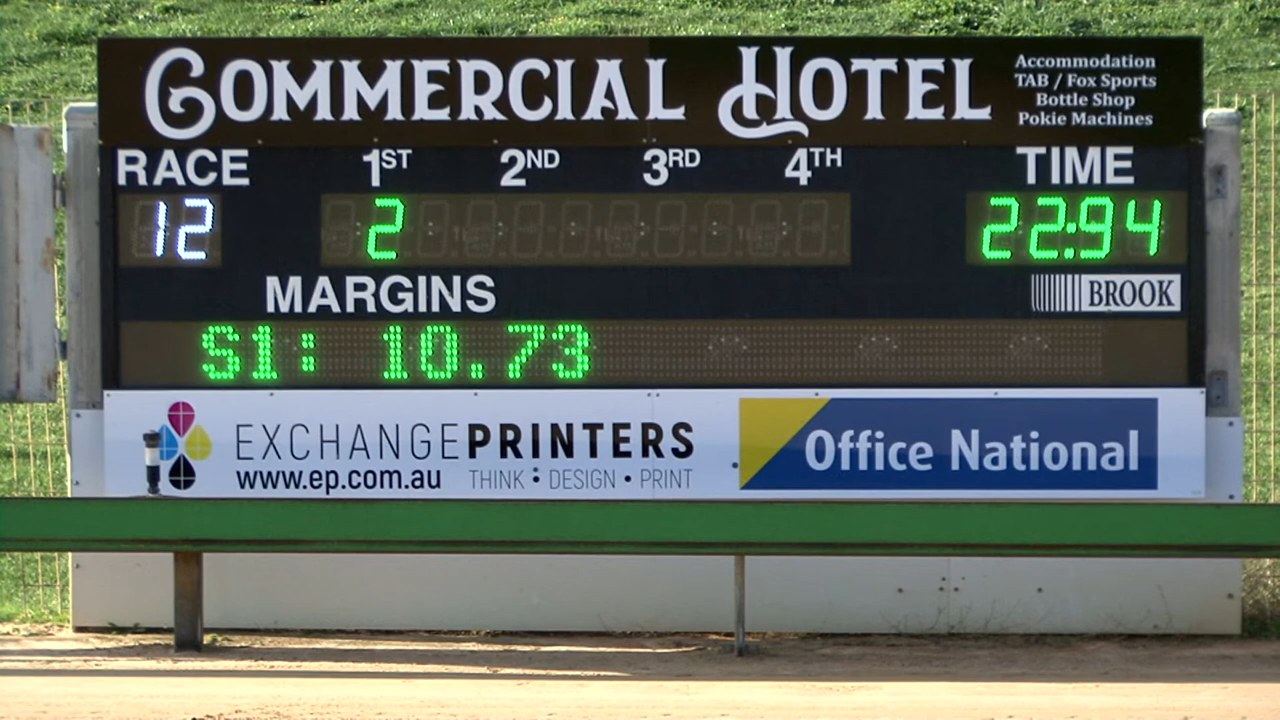 COMMERCIAL HOTEL
Accommodation
TAB / Fox Sports
Bottle Shop
Pokie Machines
RACE 1ST 2ND 3RD 4TH TIME
12 2 22:94
MARGINS
BROOK
S1: 10.73
EXCHANGEPRINTERS
www.ep.com.au THINK : DESIGN • PRINT
Office National